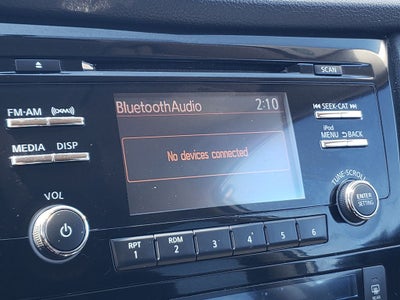 SCAN
FM·AM (XM)
BluetoothAudio 2:10
SEEK·CAT
iPod
MENU BACK
MEDIA DISP
No devices connected
TUNE·SCROLL
ENTER
SETTING
VOL
RPT
1
RDM
2
3
4
5
6